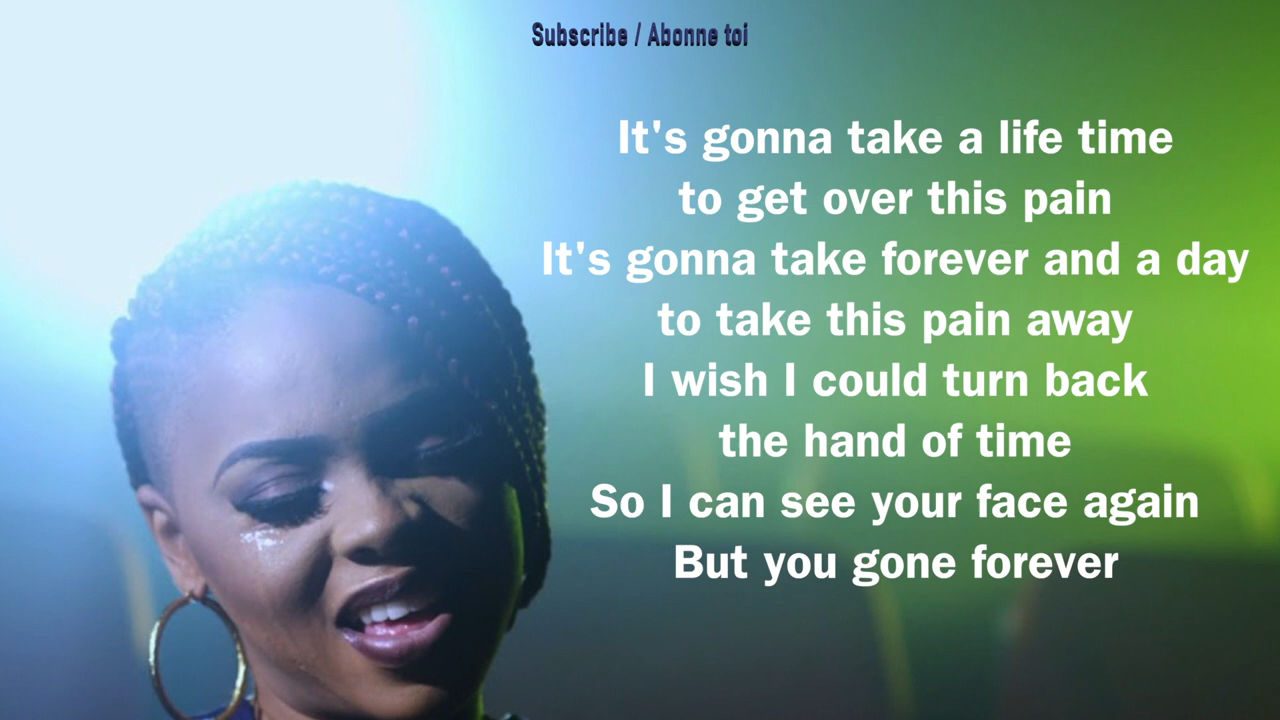 Subscribe / Abonne toi
It's gonna take a life time
to get over this pain
It's gonna take forever and a day
to take this pain away
I wish I could turn back
the hand of time
So I can see your face again
But you gone forever